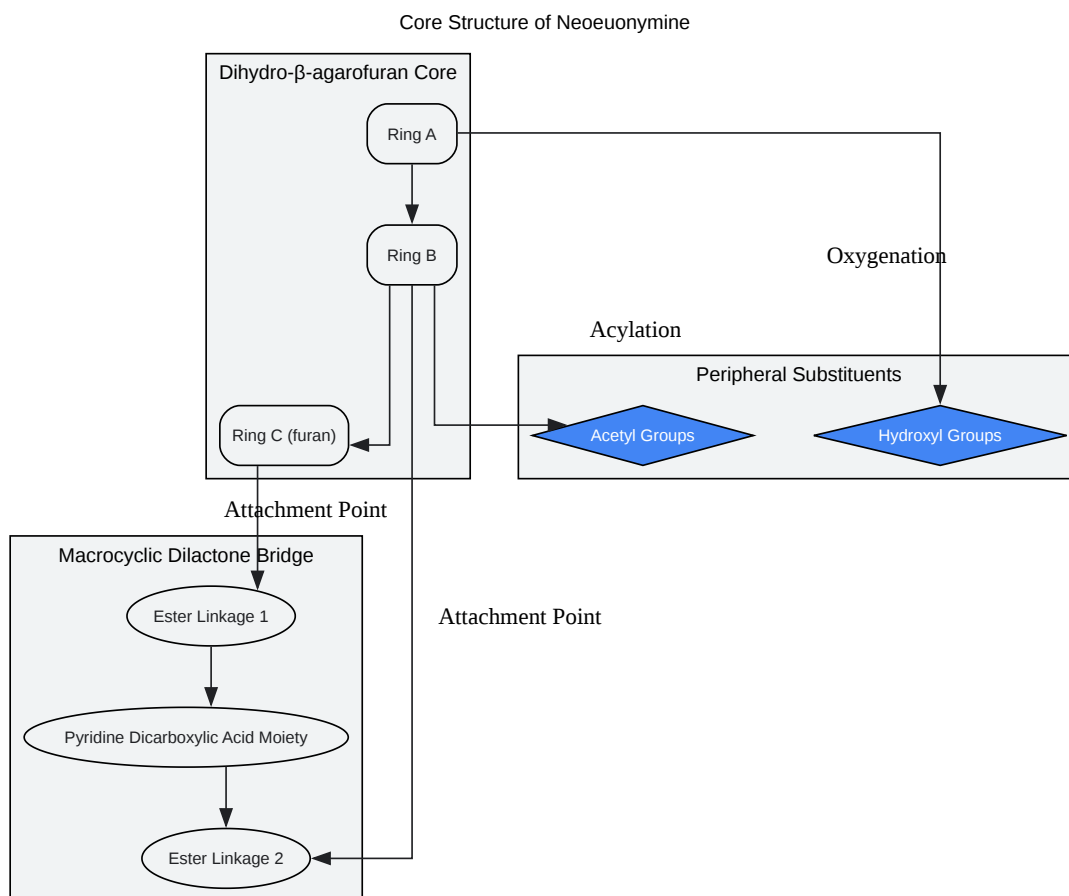 Core Structure of Neoeuonymine
Dihydro-β-agarofuran Core
Ring A
Ring B
Oxygenation
Acylation
Peripheral Substituents
Ring C (furan)
Acetyl Groups
Hydroxyl Groups
Attachment Point
Macrocyclic Dilactone Bridge
Ester Linkage 1
Attachment Point
Pyridine Dicarboxylic Acid Moiety
Ester Linkage 2